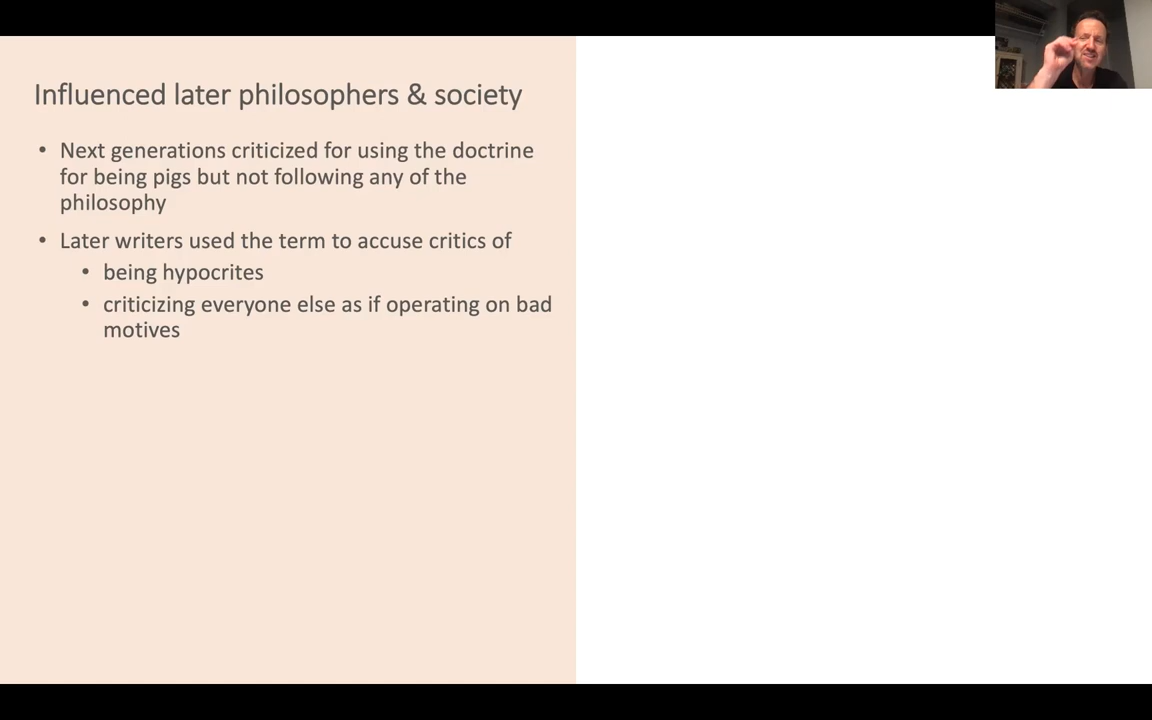 Influenced later philosophers & society
• Next generations criticized for using the doctrine
for being pigs but not following any of the
philosophy
• Later writers used the term to accuse critics of
• being hypocrites
• criticizing everyone else as if operating on bad
motives